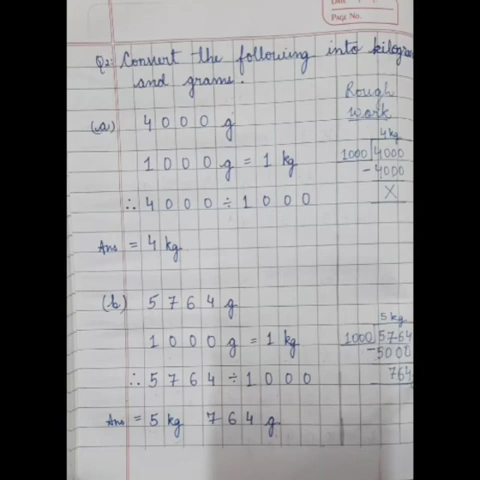 Page No.
Q2: Convert the following into kilogram
and grams.
Rough
work
(a) 4000 g
1000 g = 1 kg
∴ 4000 ÷ 1000
Ans = 4 kg
4 kg
1000 4000
-4000
X
(b) 5764 g
1000 g = 1 kg
∴ 5764 ÷ 1000
Ans = 5 kg 764 g
5 kg
1000 5764
-5000
764